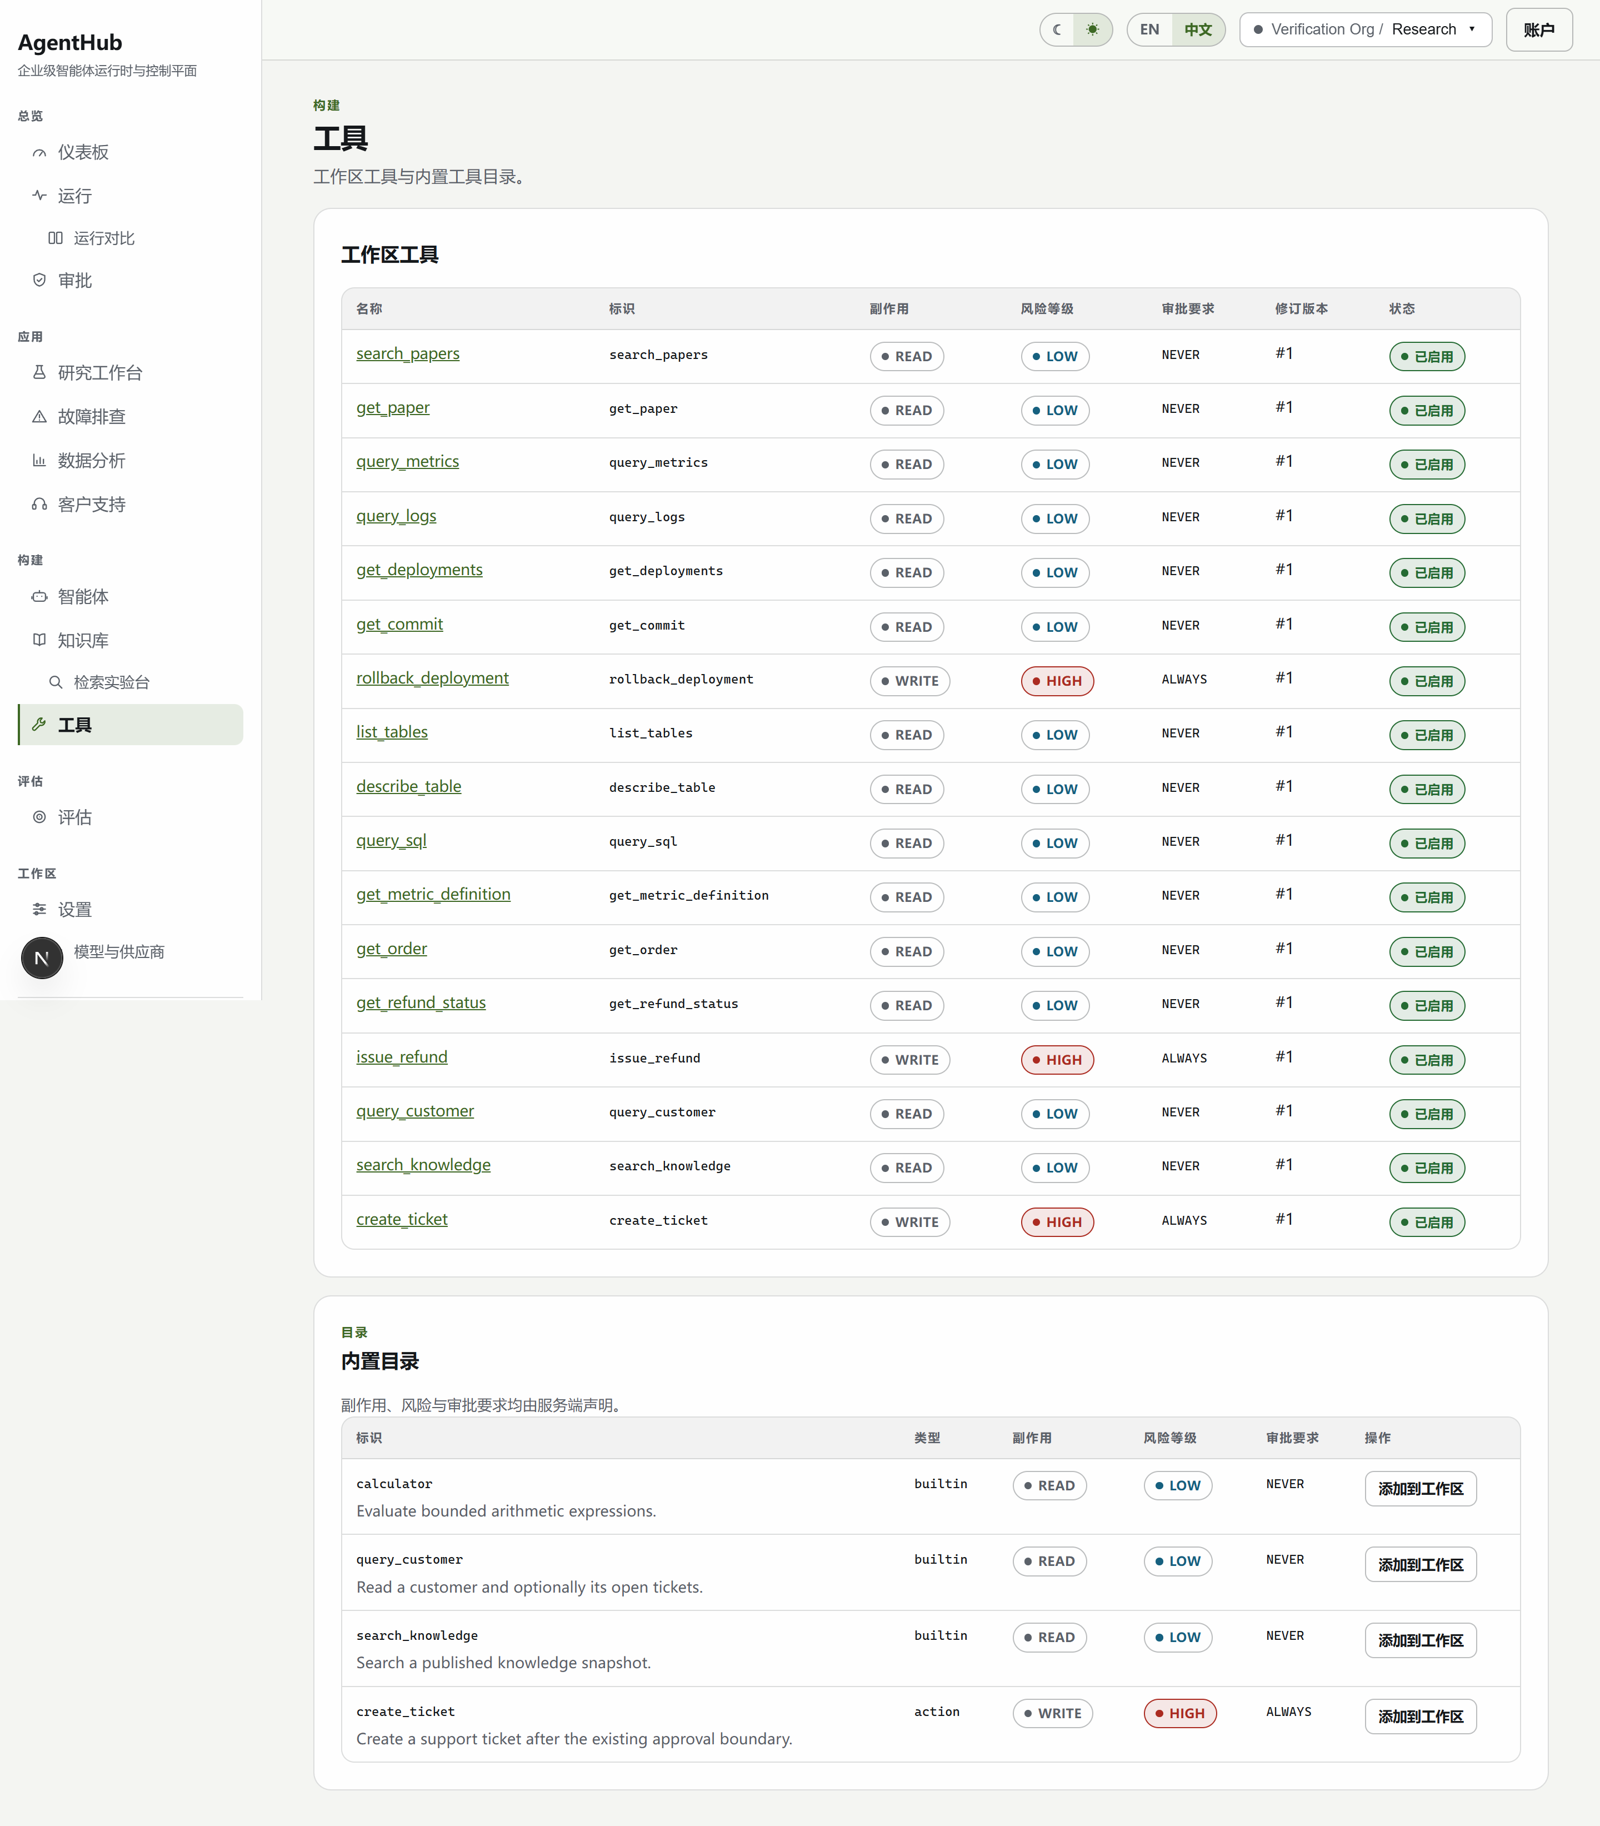 AgentHub
企业级智能体运行时与控制平面
总览
仪表板
运行
运行对比
审批
应用
研究工作台
故障排查
数据分析
客户支持
构建
智能体
知识库
检索实验台
工具
评估
评估
工作区
设置
N 模型与供应商
EN 中文 Verification Org / Research 账户
构建
工具
工作区工具与内置工具目录。
工作区工具
名称 标识 副作用 风险等级 审批要求 修订版本 状态
search_papers search_papers READ LOW NEVER #1 已启用
get_paper get_paper READ LOW NEVER #1 已启用
query_metrics query_metrics READ LOW NEVER #1 已启用
query_logs query_logs READ LOW NEVER #1 已启用
get_deployments get_deployments READ LOW NEVER #1 已启用
get_commit get_commit READ LOW NEVER #1 已启用
rollback_deployment rollback_deployment WRITE HIGH ALWAYS #1 已启用
list_tables list_tables READ LOW NEVER #1 已启用
describe_table describe_table READ LOW NEVER #1 已启用
query_sql query_sql READ LOW NEVER #1 已启用
get_metric_definition get_metric_definition READ LOW NEVER #1 已启用
get_order get_order READ LOW NEVER #1 已启用
get_refund_status get_refund_status READ LOW NEVER #1 已启用
issue_refund issue_refund WRITE HIGH ALWAYS #1 已启用
query_customer query_customer READ LOW NEVER #1 已启用
search_knowledge search_knowledge READ LOW NEVER #1 已启用
create_ticket create_ticket WRITE HIGH ALWAYS #1 已启用
目录
内置目录
副作用、风险与审批要求均由服务端声明。
标识 类型 副作用 风险等级 审批要求 操作
calculator builtin READ LOW NEVER 添加到工作区
Evaluate bounded arithmetic expressions.
query_customer builtin READ LOW NEVER 添加到工作区
Read a customer and optionally its open tickets.
search_knowledge builtin READ LOW NEVER 添加到工作区
Search a published knowledge snapshot.
create_ticket action WRITE HIGH ALWAYS 添加到工作区
Create a support ticket after the existing approval boundary.